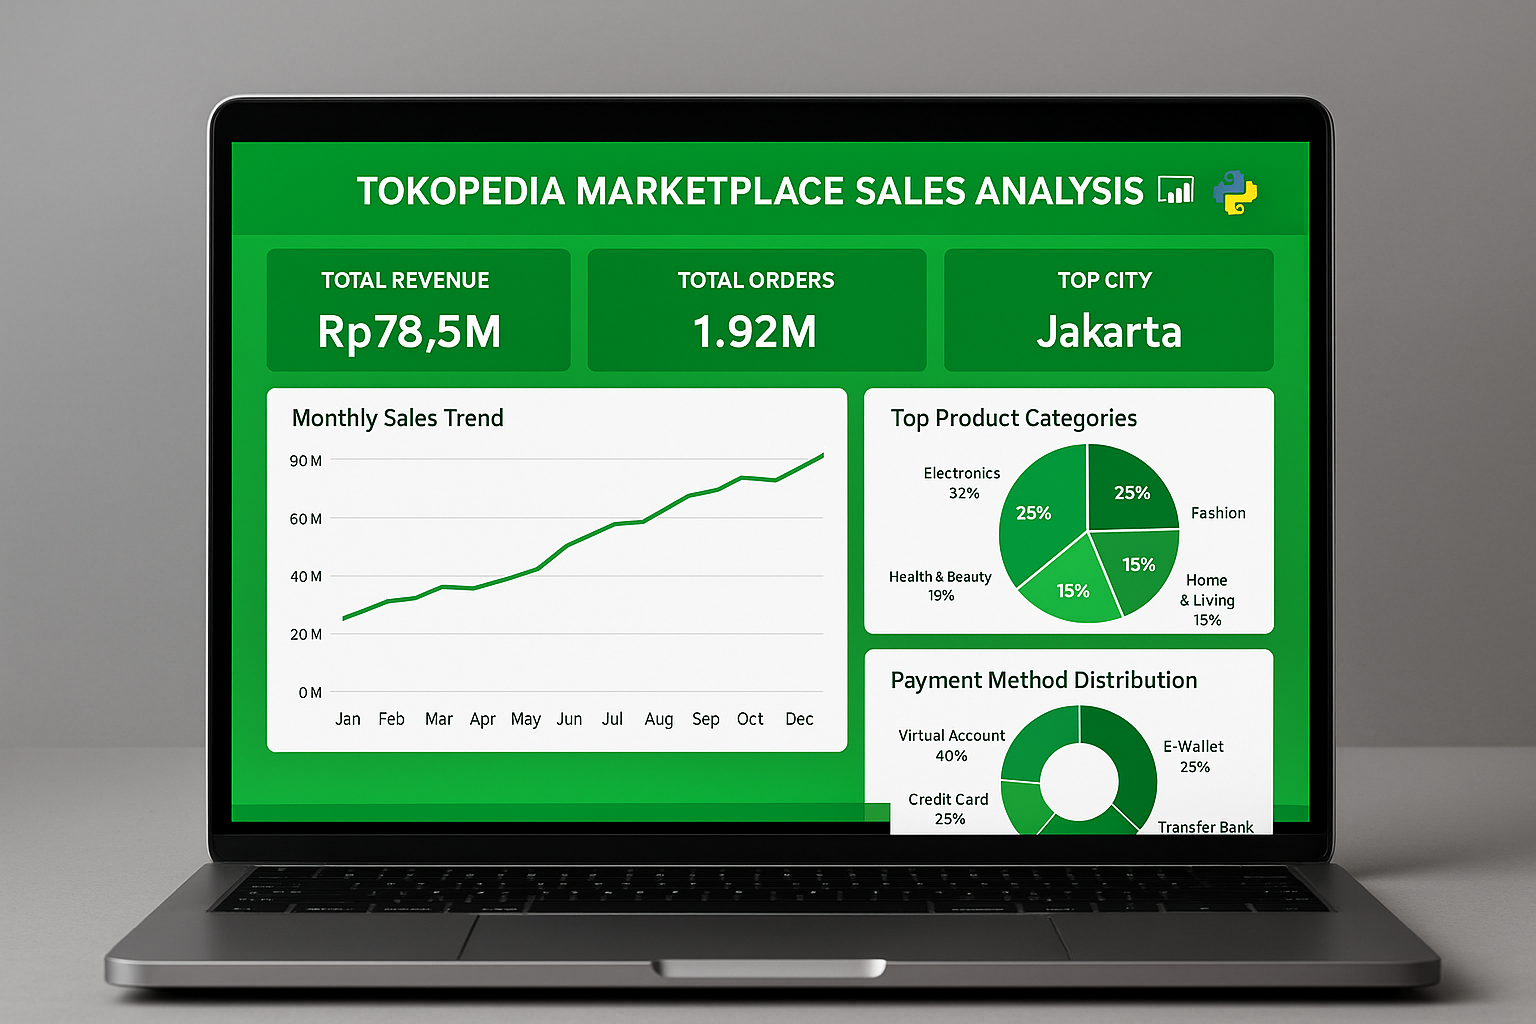 TOKOPEDIA MARKETPLACE SALES ANALYSIS
TOTAL REVENUE
Rp78,5M
TOTAL ORDERS
1.92M
TOP CITY
Jakarta
Monthly Sales Trend
90 M
60 M
40 M
20 M
0 M
Jan Feb Mar Apr May Jun Jul Aug Sep Oct Dec
Top Product Categories
Electronics
32%
25%
25%
Fashion
Health & Beauty
19%
15%
15%
Home
& Living
15%
Payment Method Distribution
Virtual Account
40%
E-Wallet
25%
Credit Card
25%
Transfer Bank